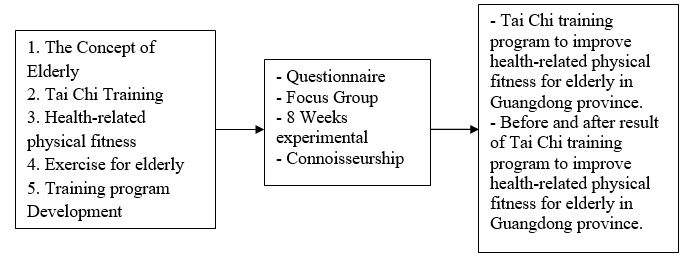 1. The Concept of
Elderly
2. Tai Chi Training
3. Health-related
physical fitness
4. Exercise for elderly
5. Training program
Development
- Questionnaire
- Focus Group
- 8 Weeks
experimental
- Connoisseurship
- Tai Chi training
program to improve
health-related physical
fitness for elderly in
Guangdong province.
- Before and after result
of Tai Chi training
program to improve
health-related physical
fitness for elderly in
Guangdong province.